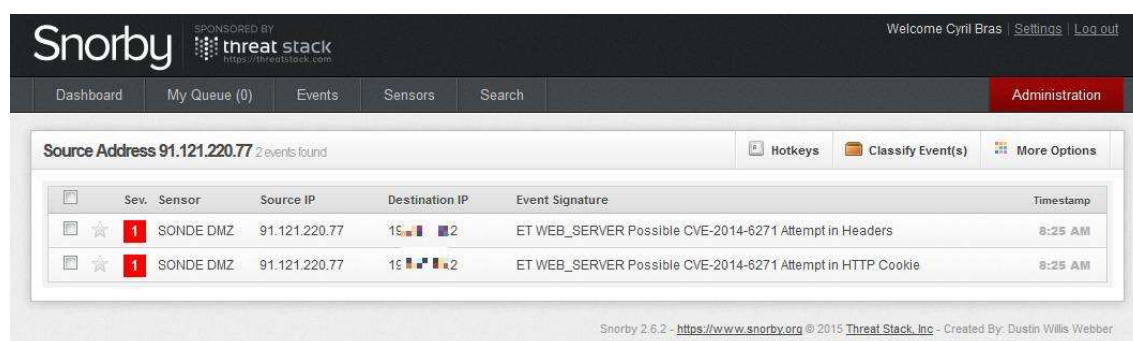 Snorby
SPONSORED BY
threat stack
https://threatstack.com
Welcome Cyril Bras | Settings | Log out
Dashboard My Queue (0) Events Sensors Search Administration
Source Address 91.121.220.77 2 events found
Hotkeys Classify Event(s) More Options
Sev. Sensor Source IP Destination IP Event Signature Timestamp
1 SONDE DMZ 91.121.220.77 ET WEB_SERVER Possible CVE-2014-6271 Attempt in Headers 8:25 AM
1 SONDE DMZ 91.121.220.77 ET WEB_SERVER Possible CVE-2014-6271 Attempt in HTTP Cookie 8:25 AM
Snorby 2.6.2 - https://www.snorby.org © 2015 Threat Stack, Inc - Created By: Dustin Willis Webber